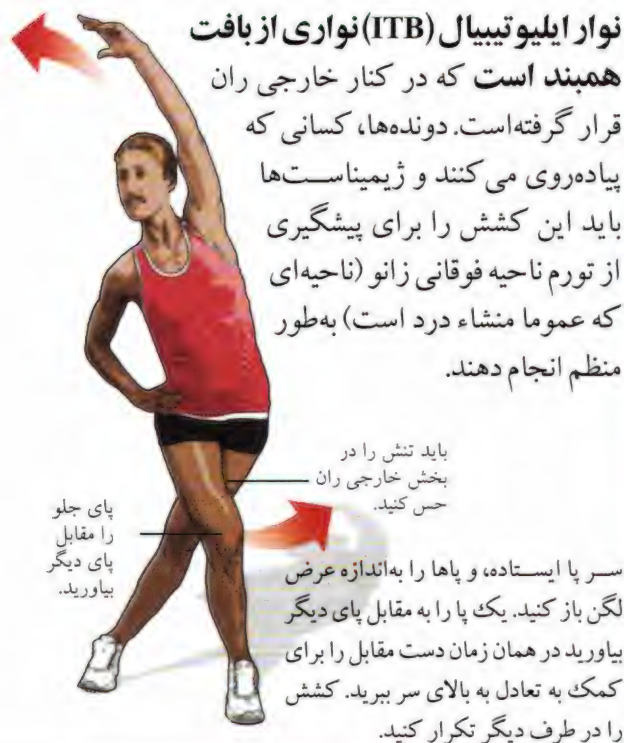 نوار ایلیوتیبیال (ITB) نواری از بافت
همبند است که در کنار خارجی ران
قرار گرفته‌است. دونده‌ها، کسانی که
پیاده‌روی می‌کنند و ژیمیناست‌ها
باید این کشش را برای پیشگیری
از تورم ناحیه فوقانی زانو (ناحیه‌ای
که عموما منشاء درد است) به‌طور
منظم انجام دهند.
باید تنش را در
بخش خارجی ران
حس کنید.
پای جلو
را مقابل
پای دیگر
بیاورید.
سر پا ایستاده، و پاها را به‌اندازه عرض
لگن باز کنید. یک پا را به مقابل پای دیگر
بیاورید در همان زمان دست مقابل را برای
کمک به تعادل به بالای سر ببرید. کشش
را در طرف دیگر تکرار کنید.